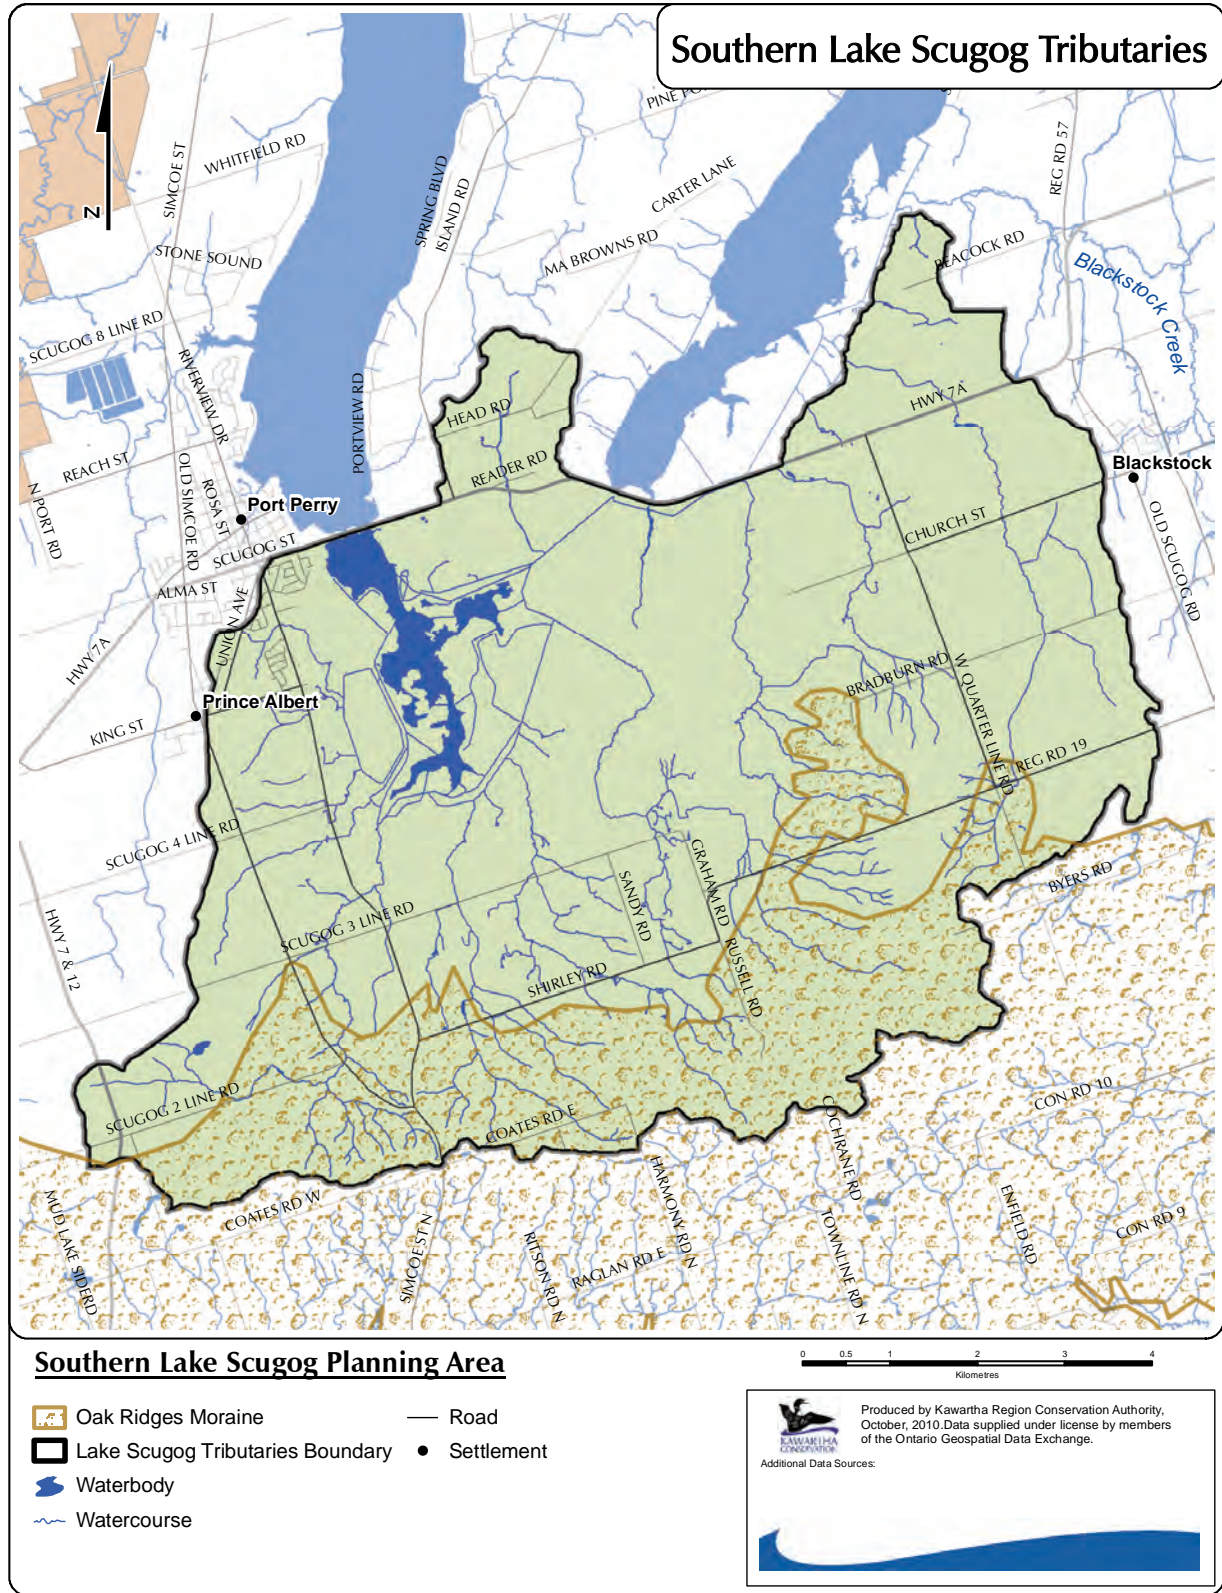 Southern Lake Scugog Tributaries
PINE PO
WHITFIELD RD
SIMCOE ST
REG RD 57
SPRING BLVD
ISLAND RD
CARTER LANE
N
STONE SOUND
MA BROWNS RD
BEACOCK RD
Blackstock Creek
SCUGOG 8 LINE RD
RIVERVIEW DR
PORTVIEW RD
HEAD RD
HWY 7A
REACH ST
OLD SIMCOE RD
ROSA ST
READER RD
Blackstock
N PORT RD
Port Perry
SCUGOG ST
CHURCH ST
OLD SCUGOG RD
ALMA ST
UNION AVE
HWY 7A
BRADBURN RD
W QUARTER LINE RD
Prince Albert
KING ST
REG RD 19
SCUGOG 4 LINE RD
GRAHAM RD
SANDY RD
BYERS RD
SCUGOG 3 LINE RD
HWY 7 & 12
SHIRLEY RD
RUSSELL RD
SCUGOG 2 LINE RD
COATES RD E
CON RD 10
COCHRANE RD
MUD LAKE SIDERD
COATES RD W
SIMCOE ST N
HARMONY RD N
RITSON RD N
RAGLAN RD E
TOWNLINE RD N
ENFIELD RD
CON RD 9
Southern Lake Scugog Planning Area
Oak Ridges Moraine
Road
Lake Scugog Tributaries Boundary
Settlement
Waterbody
Watercourse
0 0.5 1 2 3 4
Kilometres
KAWARTHA
CONSERVATION
Produced by Kawartha Region Conservation Authority,
October, 2010.Data supplied under license by members
of the Ontario Geospatial Data Exchange.
Additional Data Sources: